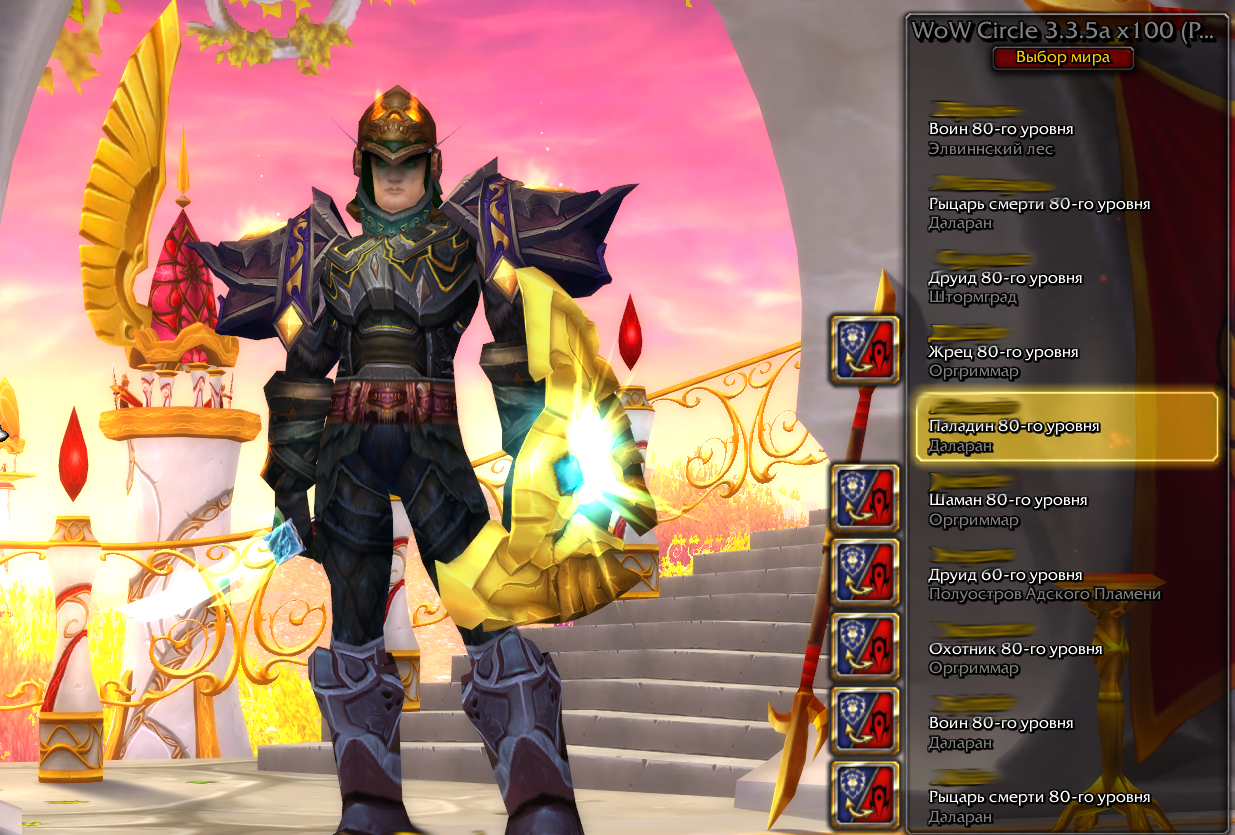 WoW Circle 3.3.5a x100 (P...
Выбор мира
Воин 80-го уровня
Элвиннский лес
Рыцарь смерти 80-го уровня
Даларан
Друид 80-го уровня
Штормград
Жрец 80-го уровня
Оргриммар
Паладин 80-го уровня
Даларан
Шаман 80-го уровня
Оргриммар
Друид 60-го уровня
Полуостров Адского Пламени
Охотник 80-го уровня
Оргриммар
Воин 80-го уровня
Даларан
Рыцарь смерти 80-го уровня
Даларан